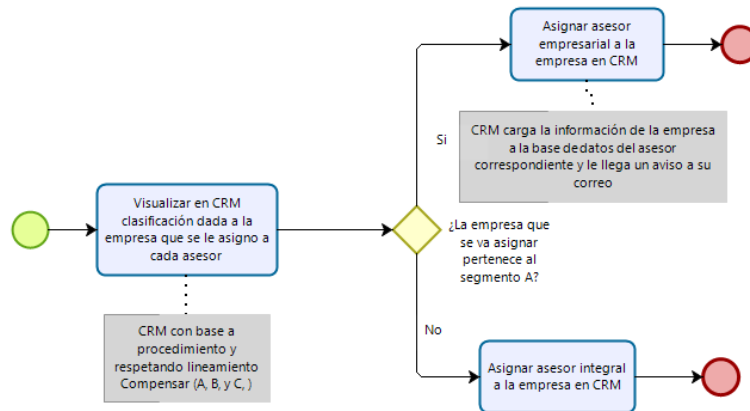 Asignar asesor
empresarial a la
empresa en CRM
Si
CRM carga la información de la empresa
a la base de datos del asesor
correspondiente y le llega un aviso a su
correo
Visualizar en CRM
clasificación dada a la
empresa que se le asigno a
cada asesor
¿La empresa que
se va asignar
pertenece al
segmento A?
CRM con base a
procedimiento y
respetando lineamiento
Compensar (A, B, y C, )
No
Asignar asesor integral
a la empresa en CRM